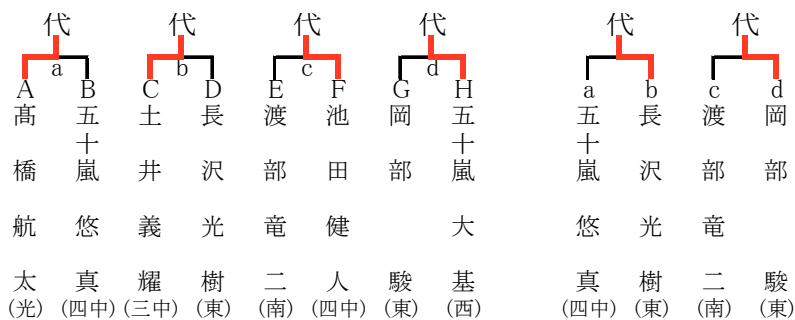 代 代 代 代 代 代
a b c d
A B C D E F G H a b c d
髙橋航太
(光)
五十嵐悠真
(四中)
土井義耀
(三中)
長沢光樹
(東)
渡部竜二
(南)
池田健人
(四中)
岡部駿
(東)
五十嵐大基
(西)
五十嵐悠真
(四中)
長沢光樹
(東)
渡部竜二
(南)
岡部駿
(東)